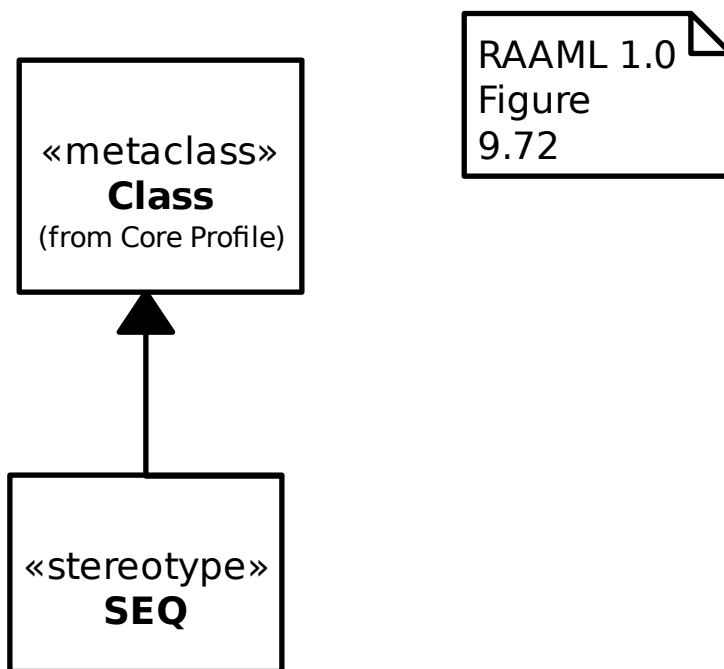 «metaclass»
Class
(from Core Profile)
RAAML 1.0
Figure
9.72
«stereotype»
SEQ